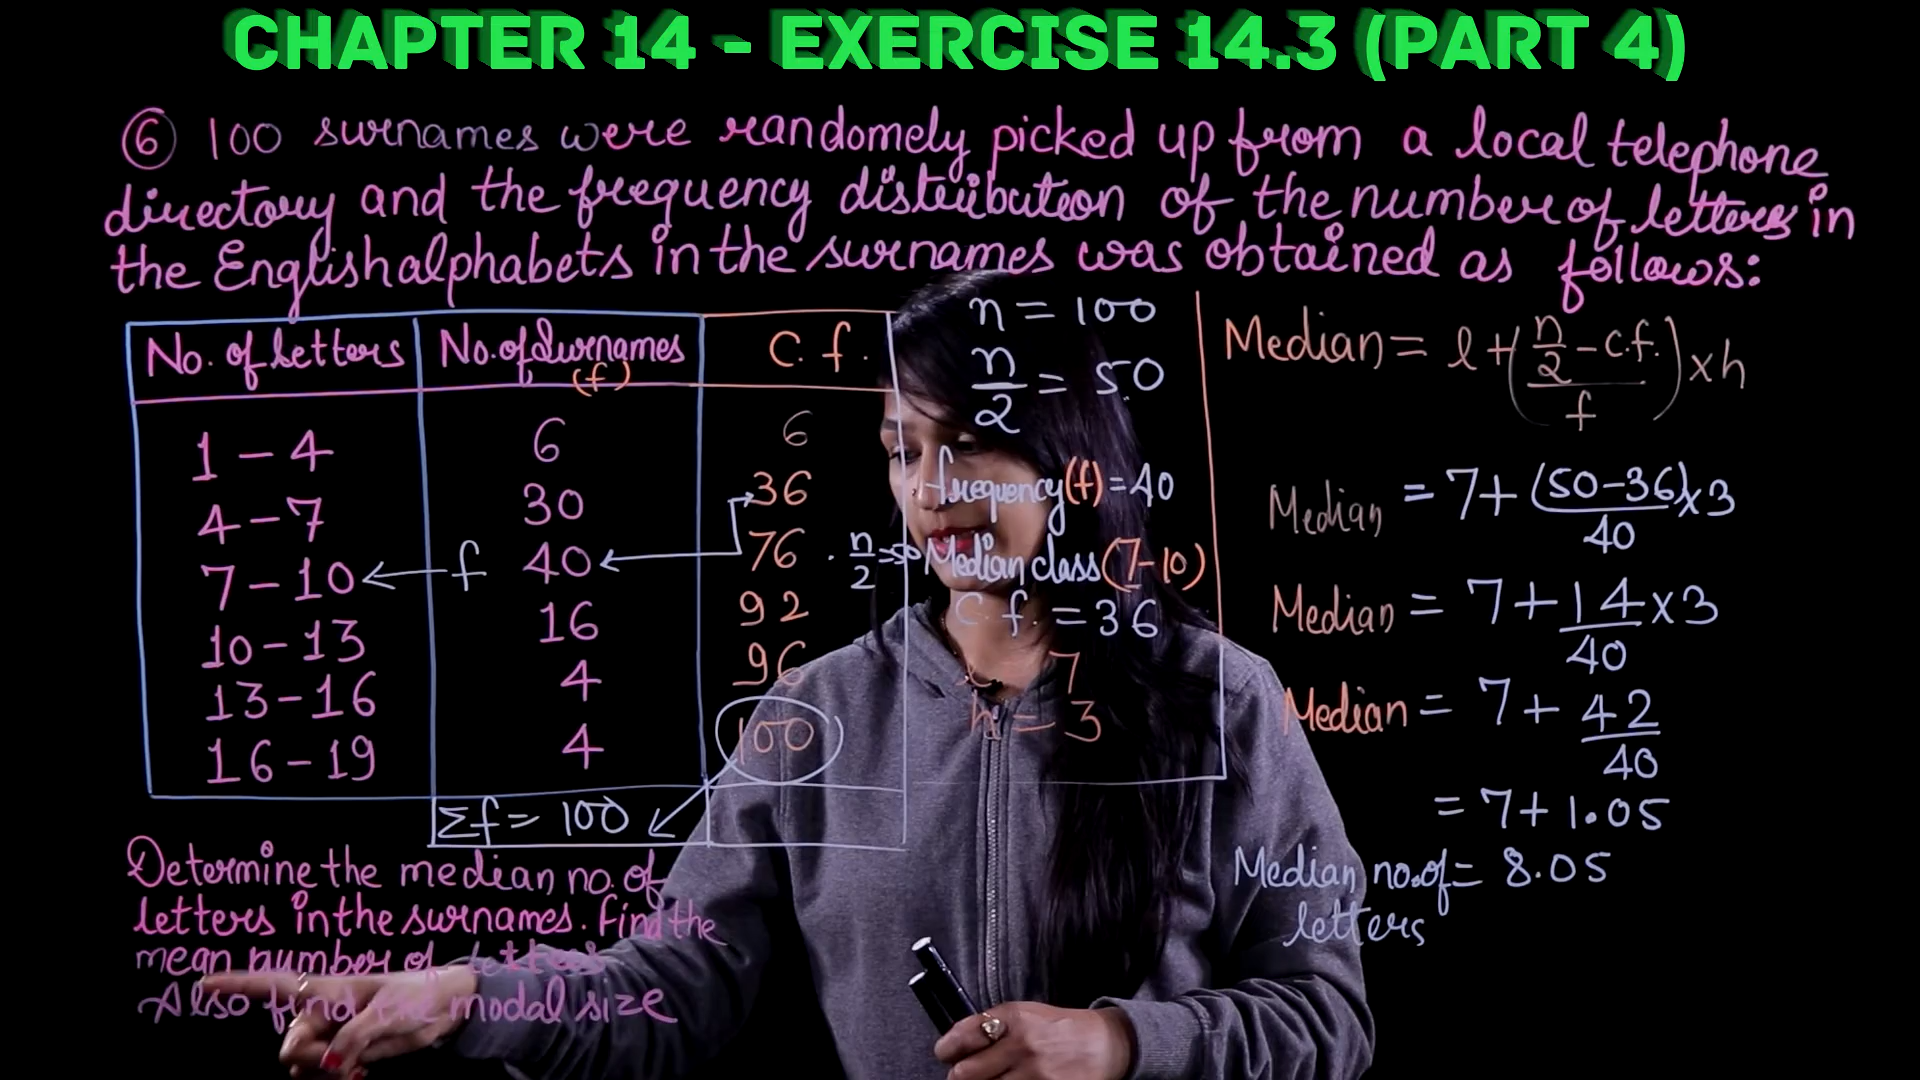 CHAPTER 14 - EXERCISE 14.3 (PART 4)
⑥ 100 surnames were randomely picked up from a local telephone
directory and the frequency distribution of the number of letters in
the English alphabets in the surnames was obtained as follows:
No. of letters No. of Surnames (f) C.f.
1 - 4 6 6
4 - 7 30 36
7 - 10 ← f 40 76 · n/2 = 50
10 - 13 16 92
13 - 16 4 96
16 - 19 4 100
Σf = 100
n = 100
n/2 = 50
frequency (f) = 40
Median class (7-10)
C.f. = 36
7
h = 3
Median = l + (n/2 - c.f. / f) × h
Median = 7 + (50 - 36)/40 × 3
Median = 7 + 14/40 × 3
Median = 7 + 42/40
= 7 + 1.05
Median no. of = 8.05
letters
Determine the median no. of
letters in the surnames. Find the
mean number of letters
Also find the modal size